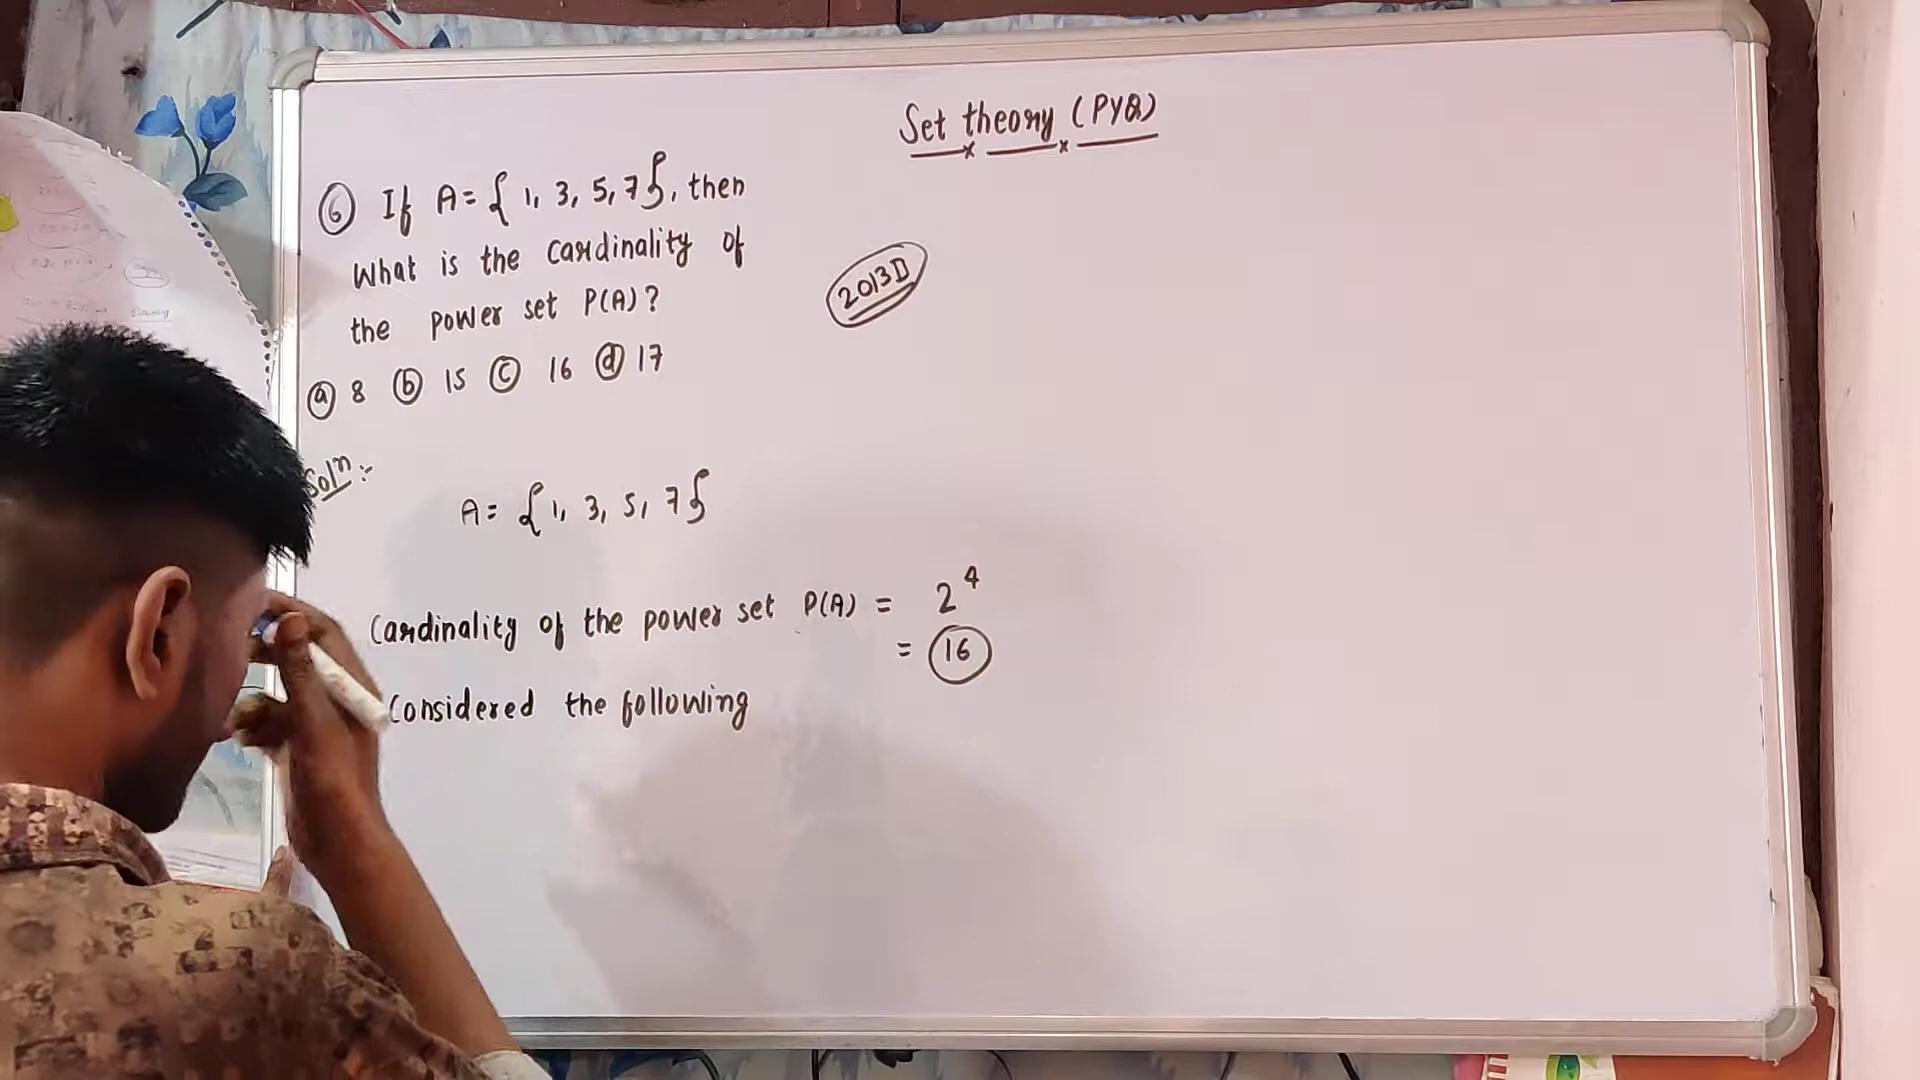 Set theory (PYQ)
⑥ If A = { 1, 3, 5, 7 }, then
What is the cardinality of
the power set P(A)?
2013 II
ⓐ 8 ⓑ 15 ⓒ 16 ⓓ 17
Solⁿ :-
A = { 1, 3, 5, 7 }
Cardinality of the power set P(A) = 2⁴
= 16
Considered the following